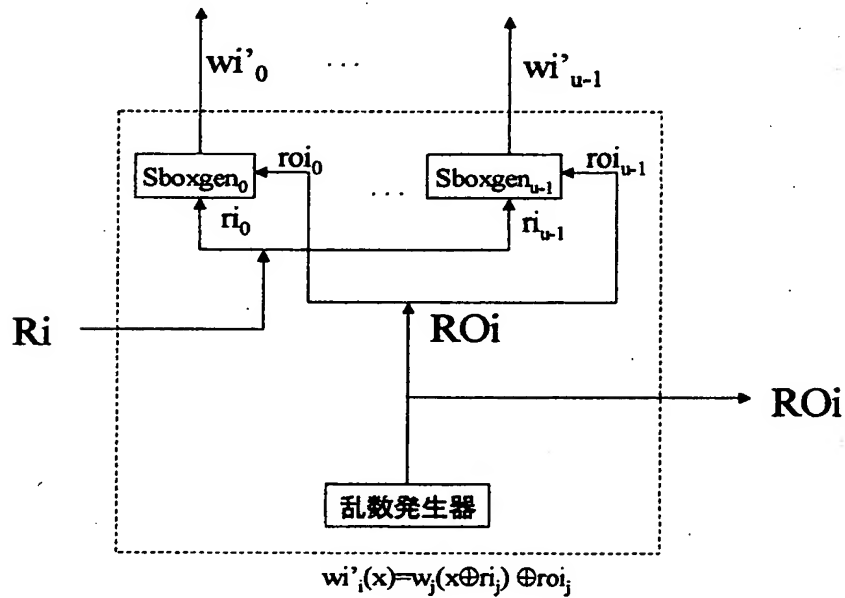 wi'₀ ... wi'ᵤ₋₁
roi₀ roiᵤ₋₁
Sboxgen₀ ... Sboxgenᵤ₋₁
ri₀ riᵤ₋₁
Ri
ROi
ROi
乱数発生器
wi'ᵢ(x)=wⱼ(x⊕riⱼ)⊕roiⱼ